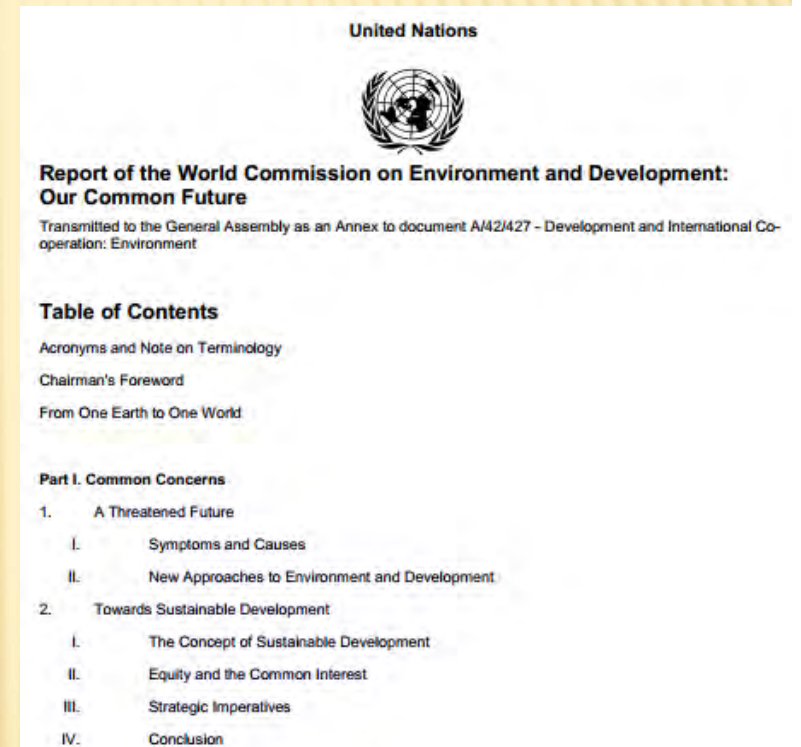 United Nations
Report of the World Commission on Environment and Development:
Our Common Future
Transmitted to the General Assembly as an Annex to document A/42/427 - Development and International Co-
operation: Environment
Table of Contents
Acronyms and Note on Terminology
Chairman's Foreword
From One Earth to One World
Part I. Common Concerns
1. A Threatened Future
I. Symptoms and Causes
II. New Approaches to Environment and Development
2. Towards Sustainable Development
I. The Concept of Sustainable Development
II. Equity and the Common Interest
III. Strategic Imperatives
IV. Conclusion